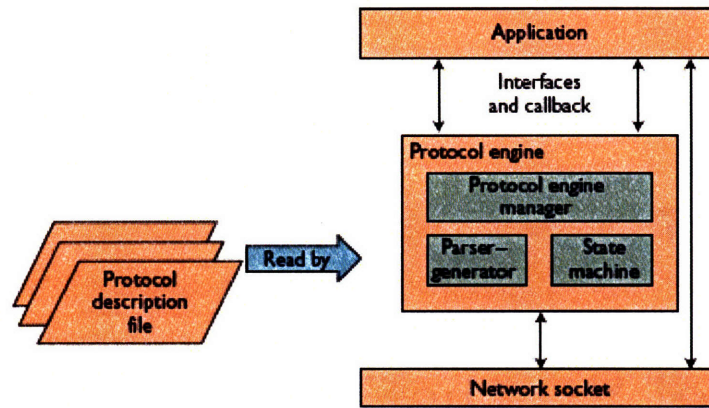 Application
Interfaces
and callback
Protocol engine
Protocol engine
manager
Parser–
generator
State
machine
Read by
Protocol
description
file
Network socket